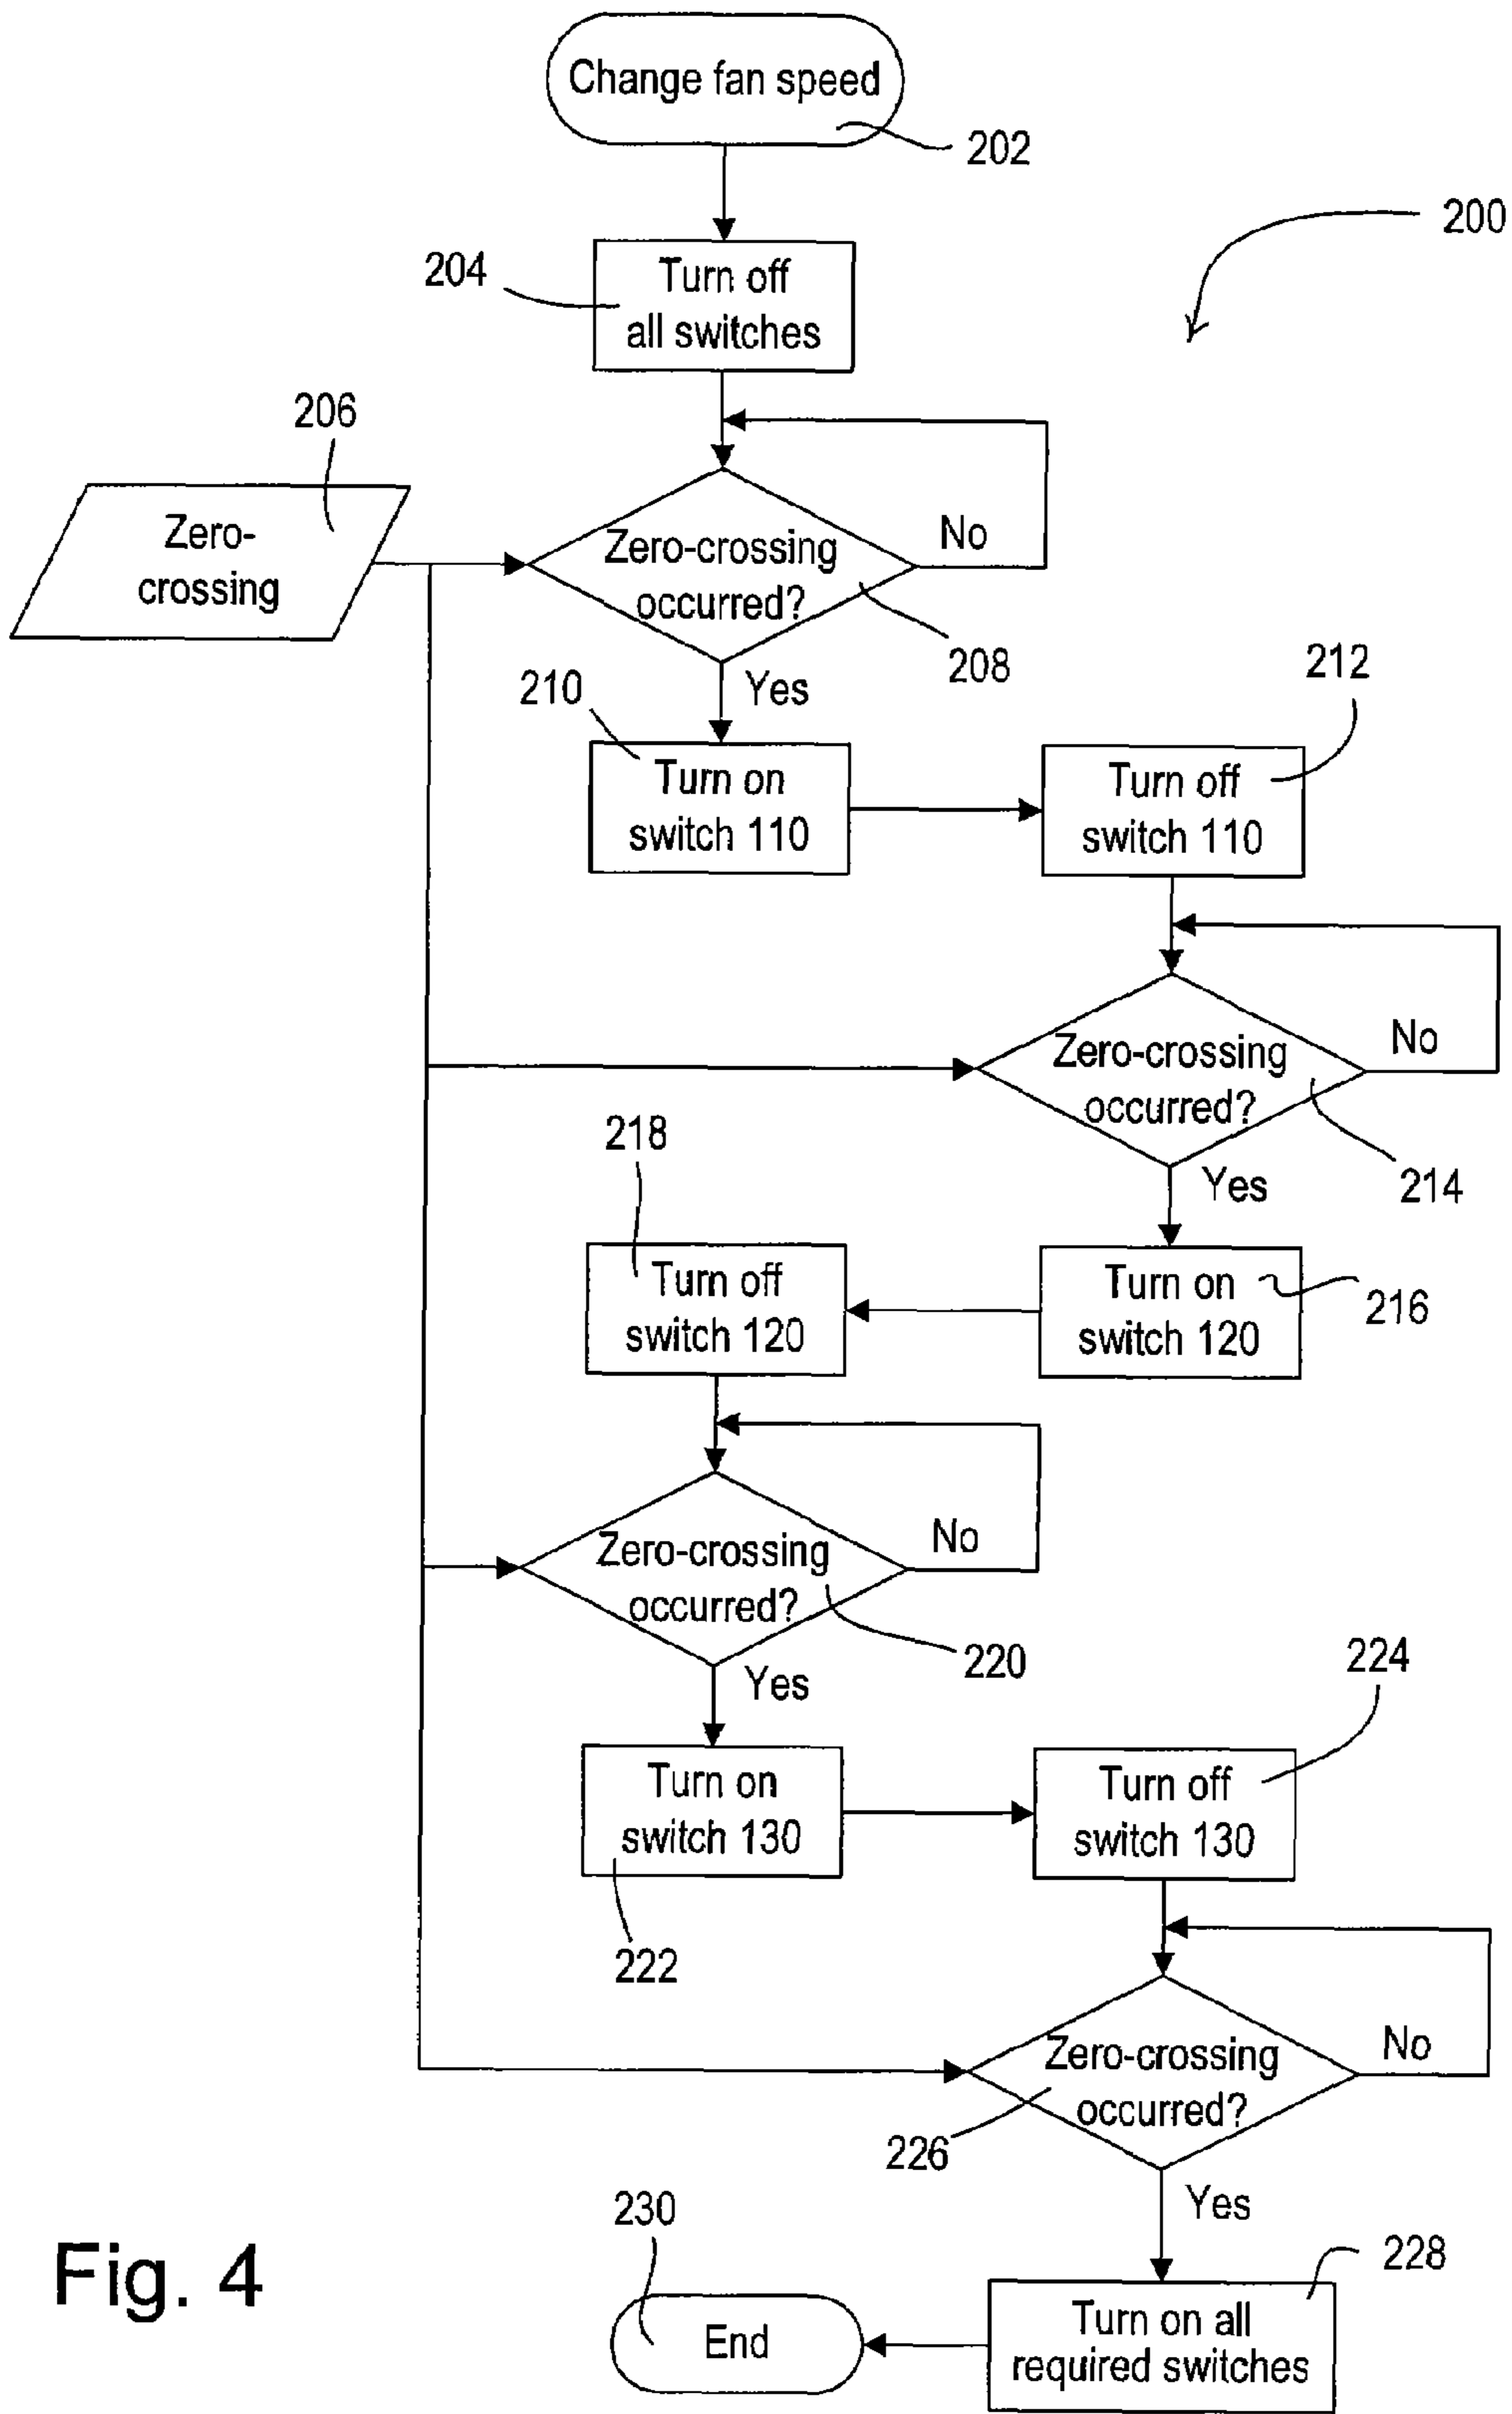 Change fan speed
202
200
204
Turn off
all switches
206
Zero-
crossing
Zero-crossing
occurred?
No
208
Yes
210
212
Turn on
switch 110
Turn off
switch 110
Zero-crossing
occurred?
No
214
Yes
218
Turn off
switch 120
Turn on
switch 120
216
Zero-crossing
occurred?
No
220
Yes
224
Turn on
switch 130
Turn off
switch 130
222
Zero-crossing
occurred?
No
226
Yes
230
228
End
Turn on all
required switches
Fig. 4